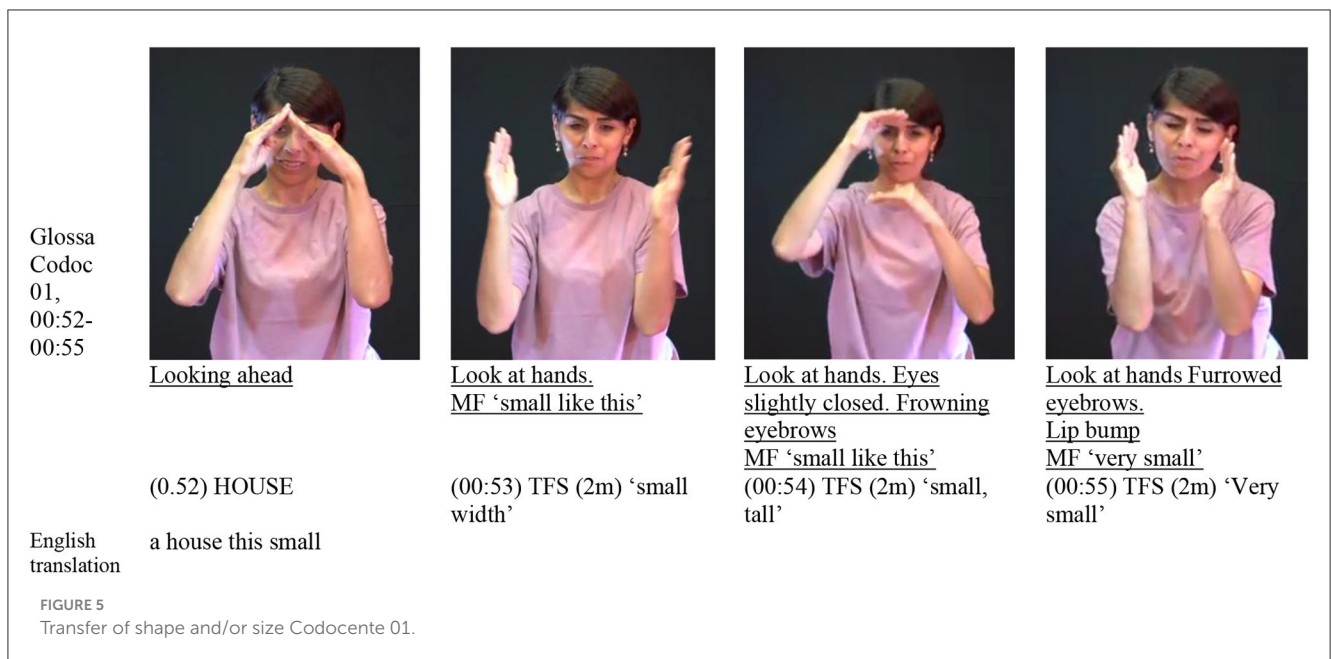 Glossa
Codoc
01,
00:52-
00:55
Looking ahead
Look at hands.
MF ‘small like this’
Look at hands. Eyes
slightly closed. Frowning
eyebrows
MF ‘small like this’
Look at hands Furrowed
eyebrows.
Lip bump
MF ‘very small’
(0.52) HOUSE
(00:53) TFS (2m) ‘small
width’
(00:54) TFS (2m) ‘small,
tall’
(00:55) TFS (2m) ‘Very
small’
English
translation
a house this small
FIGURE 5
Transfer of shape and/or size Codocente 01.